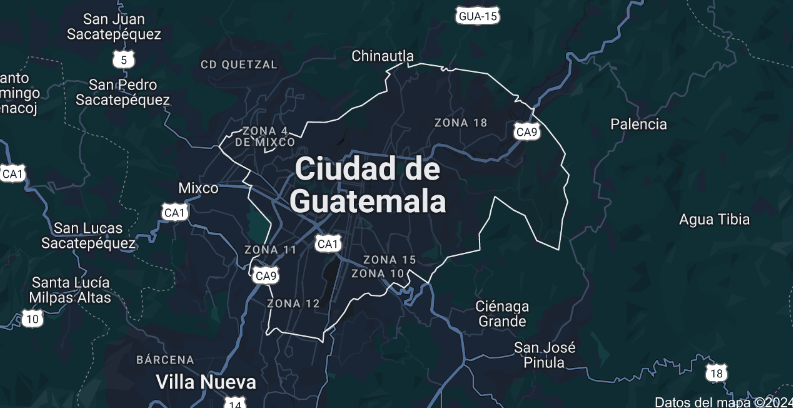 San Juan
Sacatepéquez
GUA-15
5
Chinautla
CD QUETZAL
anto
mingo
enacoj
San Pedro
Sacatepéquez
ZONA 4
DE MIXCO
ZONA 18
CA9
Palencia
CA1
Ciudad de
Guatemala
Mixco
CA1
Agua Tibia
San Lucas
Sacatepéquez
ZONA 11
CA1
ZONA 15
ZONA 10
CA9
Santa Lucía
Milpas Altas
ZONA 12
10
Ciénaga
Grande
San José
Pinula
BÁRCENA
18
Villa Nueva
14
Datos del mapa ©2024